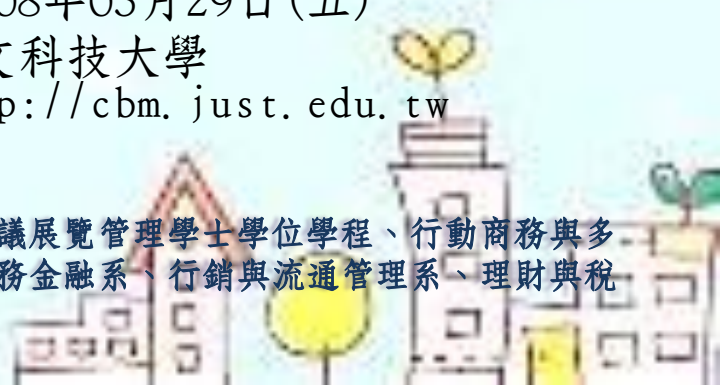 08年03月29日(五)
文科技大學
p://cbm.just.edu.tw
議展覽管理學士學位學程、行動商務與多
務金融系、行銷與流通管理系、理財與稅